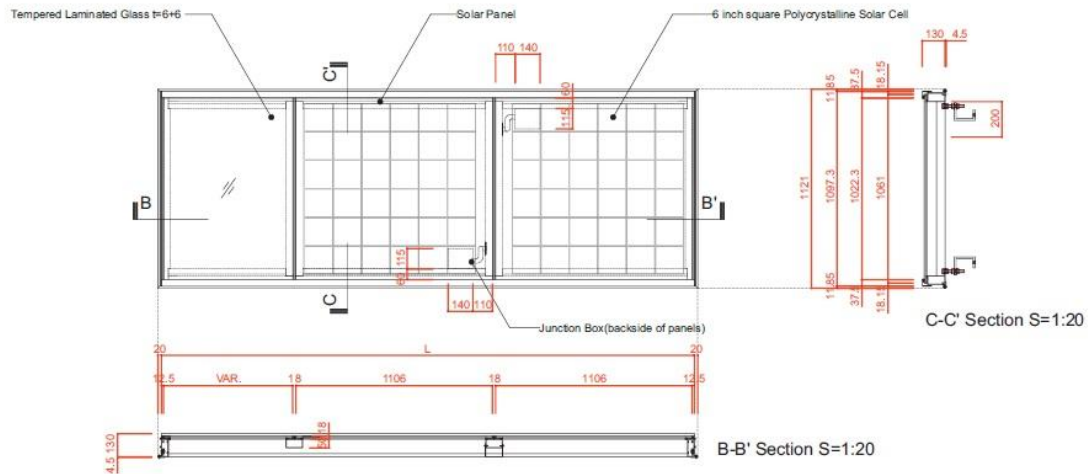 Tempered Laminated Glass t=6+6
Solar Panel
6 inch square Polycrystalline Solar Cell
110 140
60
115
C'
B
B'
C
115
60
140 110
Junction Box(backside of panels)
130 4.5
11.85
37.5
18.15
200
1121
1097.3
1022.3
1061
11.85
37.5
18.15
C-C' Section S=1:20
20 L 20
12.5 VAR. 18 1106 18 1106 12.5
130
4.5
18
50
B-B' Section S=1:20